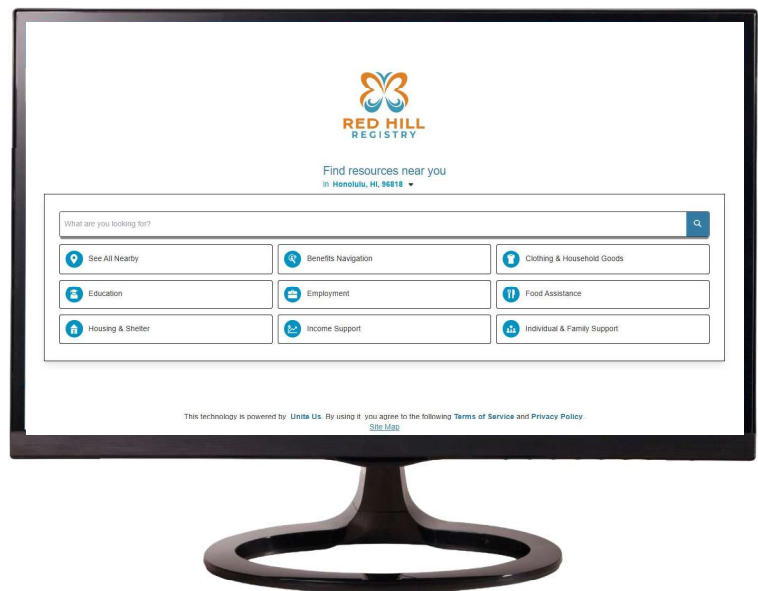 RED HILL
REGISTRY
Find resources near you
in Honolulu, HI, 96818
What are you looking for?
See All Nearby
Benefits Navigation
Clothing & Household Goods
Education
Employment
Food Assistance
Housing & Shelter
Income Support
Individual & Family Support
This technology is powered by Unite Us. By using it you agree to the following Terms of Service and Privacy Policy.
Site Map